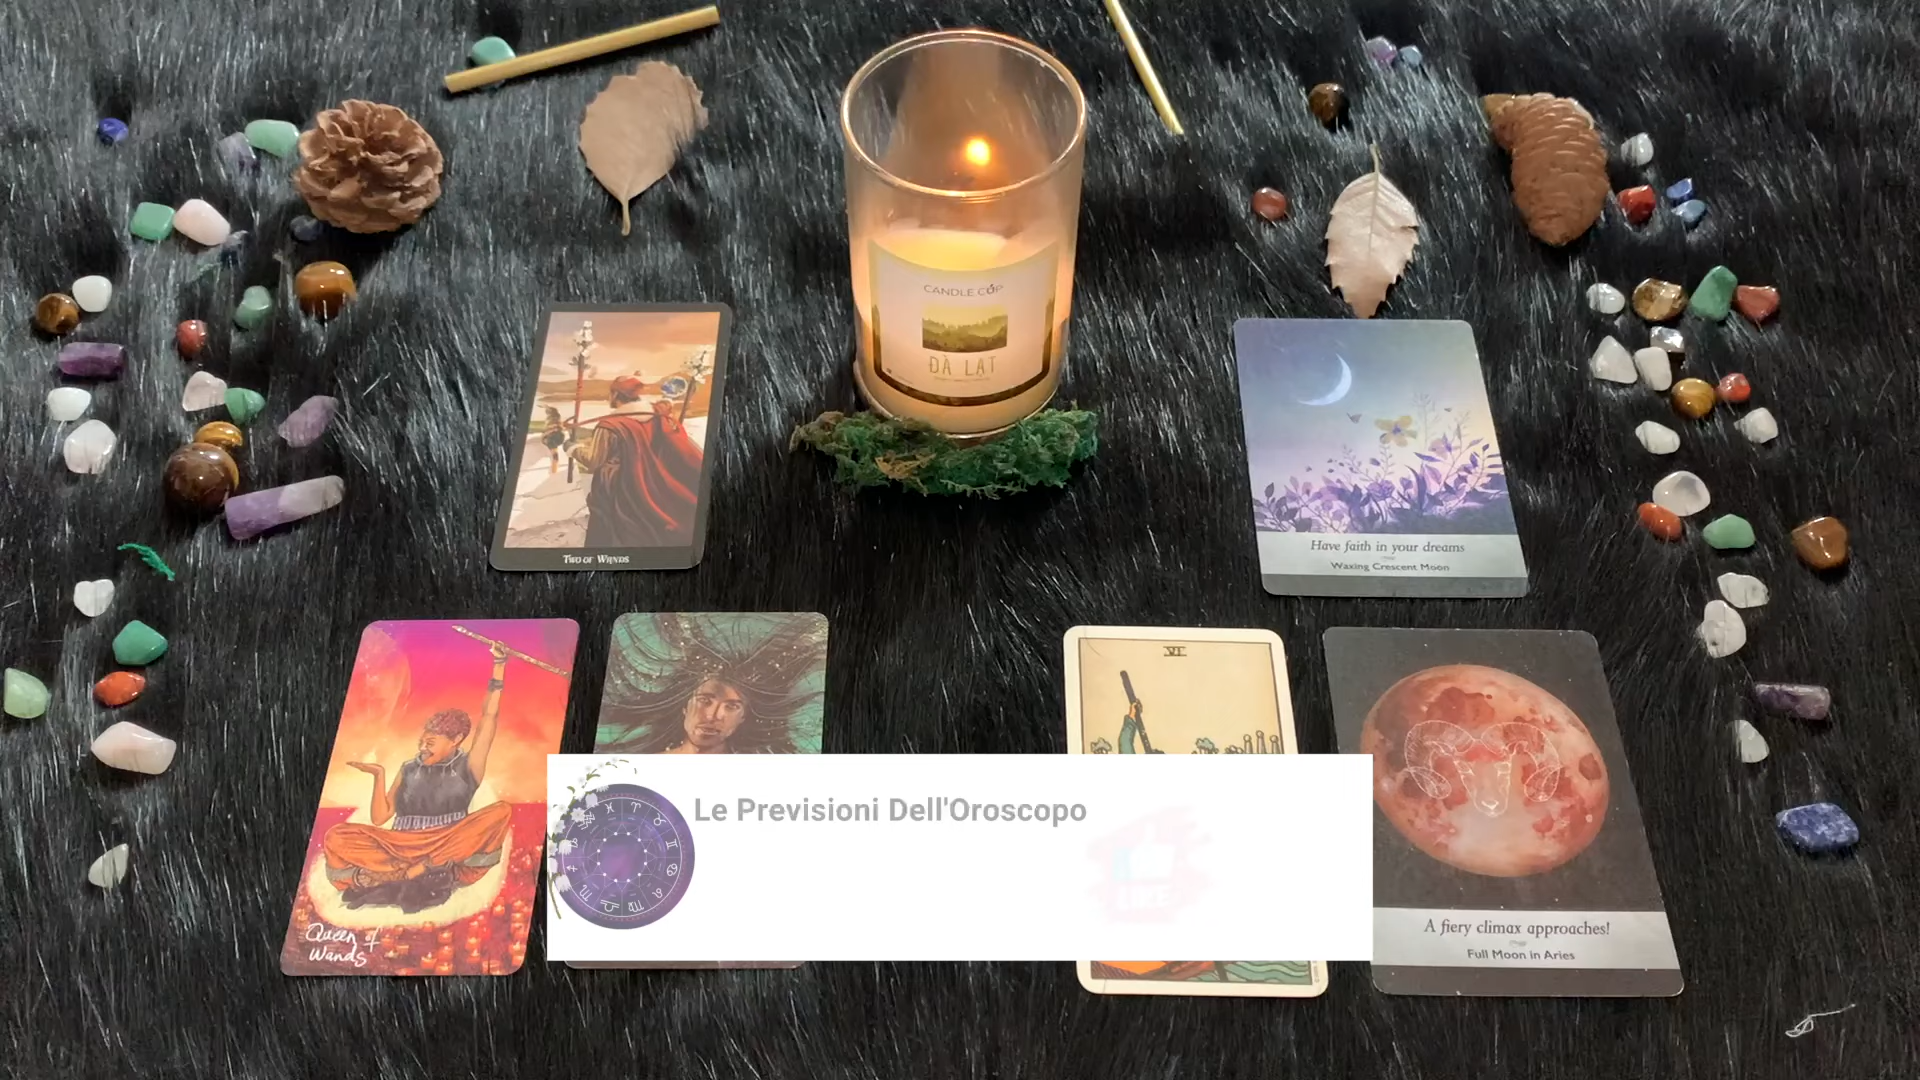 CANDLE CUP
ĐÀ LẠT
TWO OF WANDS
Have faith in your dreams
Waxing Crescent Moon
VI
Le Previsioni Dell'Oroscopo
Queen of
Wands
A fiery climax approaches!
Full Moon in Aries